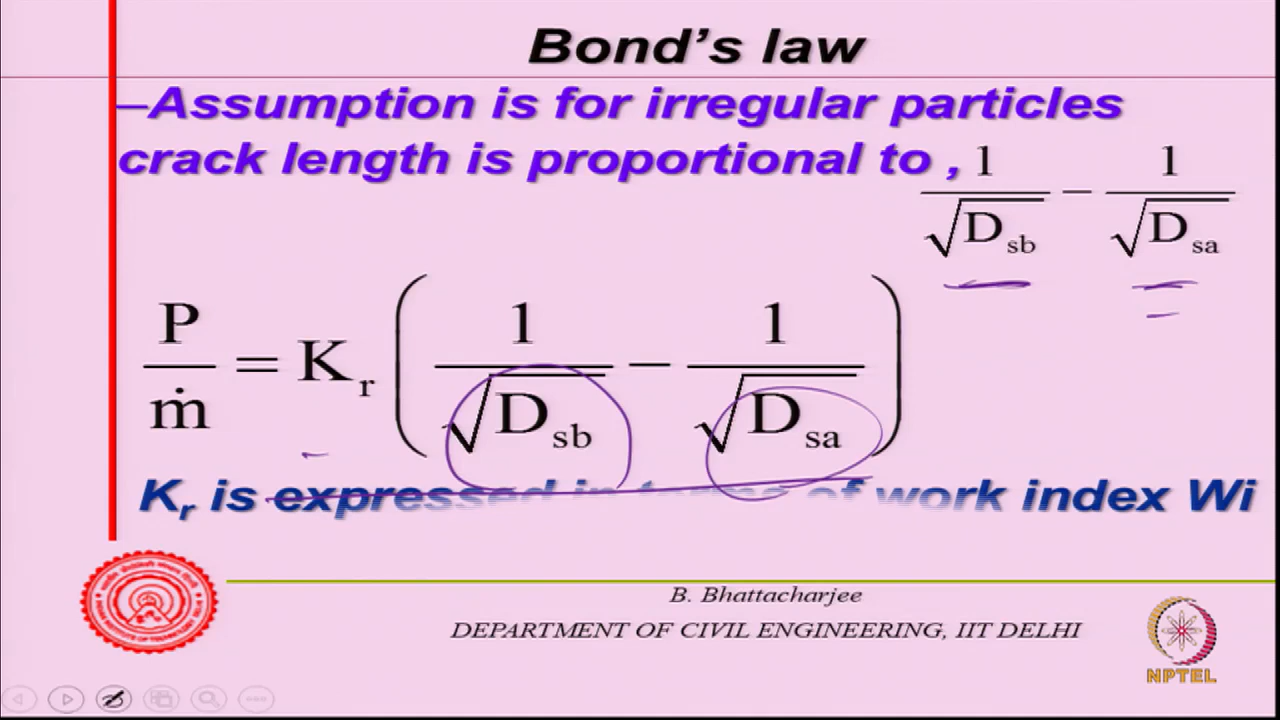 Bond's law
–Assumption is for irregular particles
crack length is proportional to , 1/√D_sb − 1/√D_sa
P/ṁ = K_r ( 1/√D_sb − 1/√D_sa )
K_r is expressed in terms of work index Wi
B. Bhattacharjee
DEPARTMENT OF CIVIL ENGINEERING, IIT DELHI
NPTEL